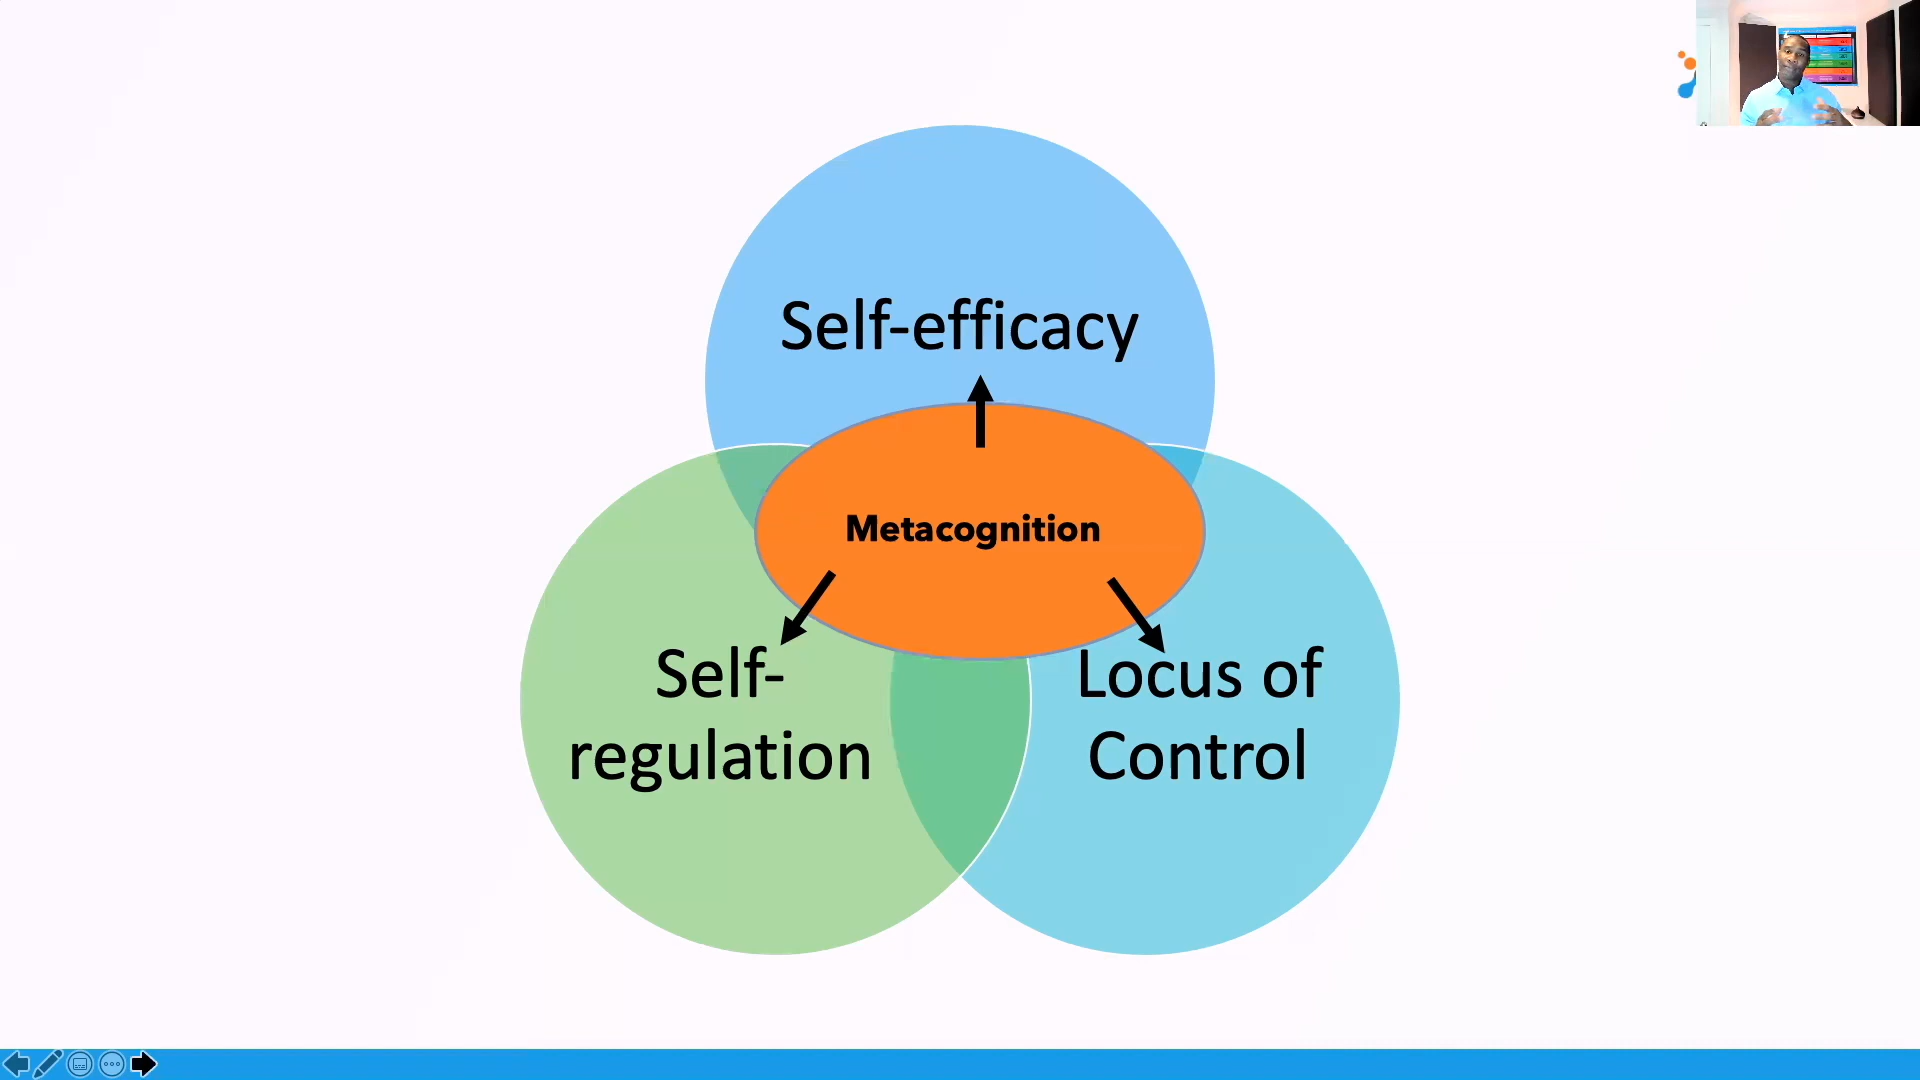 Self-efficacy
Metacognition
Self-
regulation
Locus of
Control